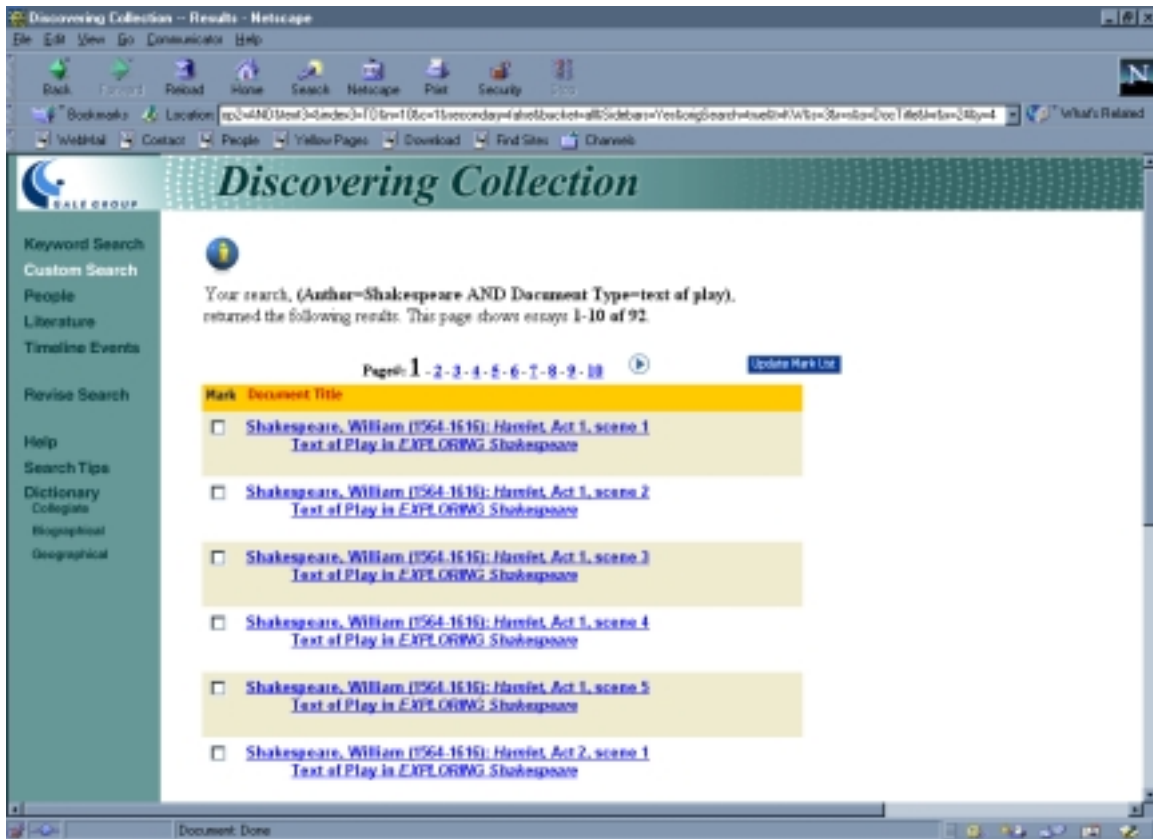 Discovering Collection -- Results - Netscape
File Edit View Go Communicator Help
Back Forward Reload Home Search Netscape Print Security Stop
Bookmarks Location What's Related
WebMail Contact People Yellow Pages Download Find Sites Channels
GALE GROUP
Discovering Collection
Keyword Search
Custom Search
People
Literature
Timeline Events
Revise Search
Help
Search Tips
Dictionary
Collegiate
Biographical
Geographical
Your search, (Author=Shakespeare AND Document Type=text of play),
returned the following results. This page shows essays 1-10 of 92.
Page#: 1 - 2 - 3 - 4 - 5 - 6 - 7 - 8 - 9 - 10
Update Mark List
Mark Document Title
Shakespeare, William (1564-1616): Hamlet, Act 1, scene 1
Text of Play in EXPLORING Shakespeare
Shakespeare, William (1564-1616): Hamlet, Act 1, scene 2
Text of Play in EXPLORING Shakespeare
Shakespeare, William (1564-1616): Hamlet, Act 1, scene 3
Text of Play in EXPLORING Shakespeare
Shakespeare, William (1564-1616): Hamlet, Act 1, scene 4
Text of Play in EXPLORING Shakespeare
Shakespeare, William (1564-1616): Hamlet, Act 1, scene 5
Text of Play in EXPLORING Shakespeare
Shakespeare, William (1564-1616): Hamlet, Act 2, scene 1
Text of Play in EXPLORING Shakespeare
Document: Done